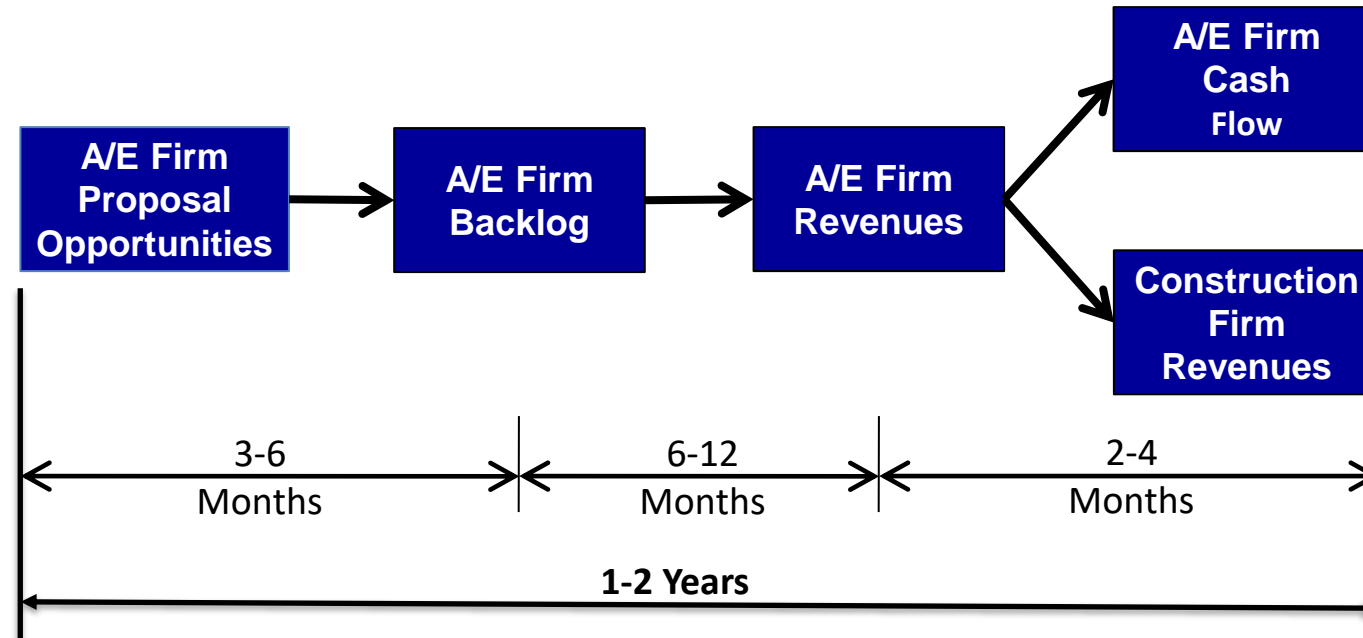 A/E Firm
Proposal
Opportunities
A/E Firm
Backlog
A/E Firm
Revenues
A/E Firm
Cash
Flow
Construction
Firm
Revenues
3-6
Months
6-12
Months
2-4
Months
1-2 Years